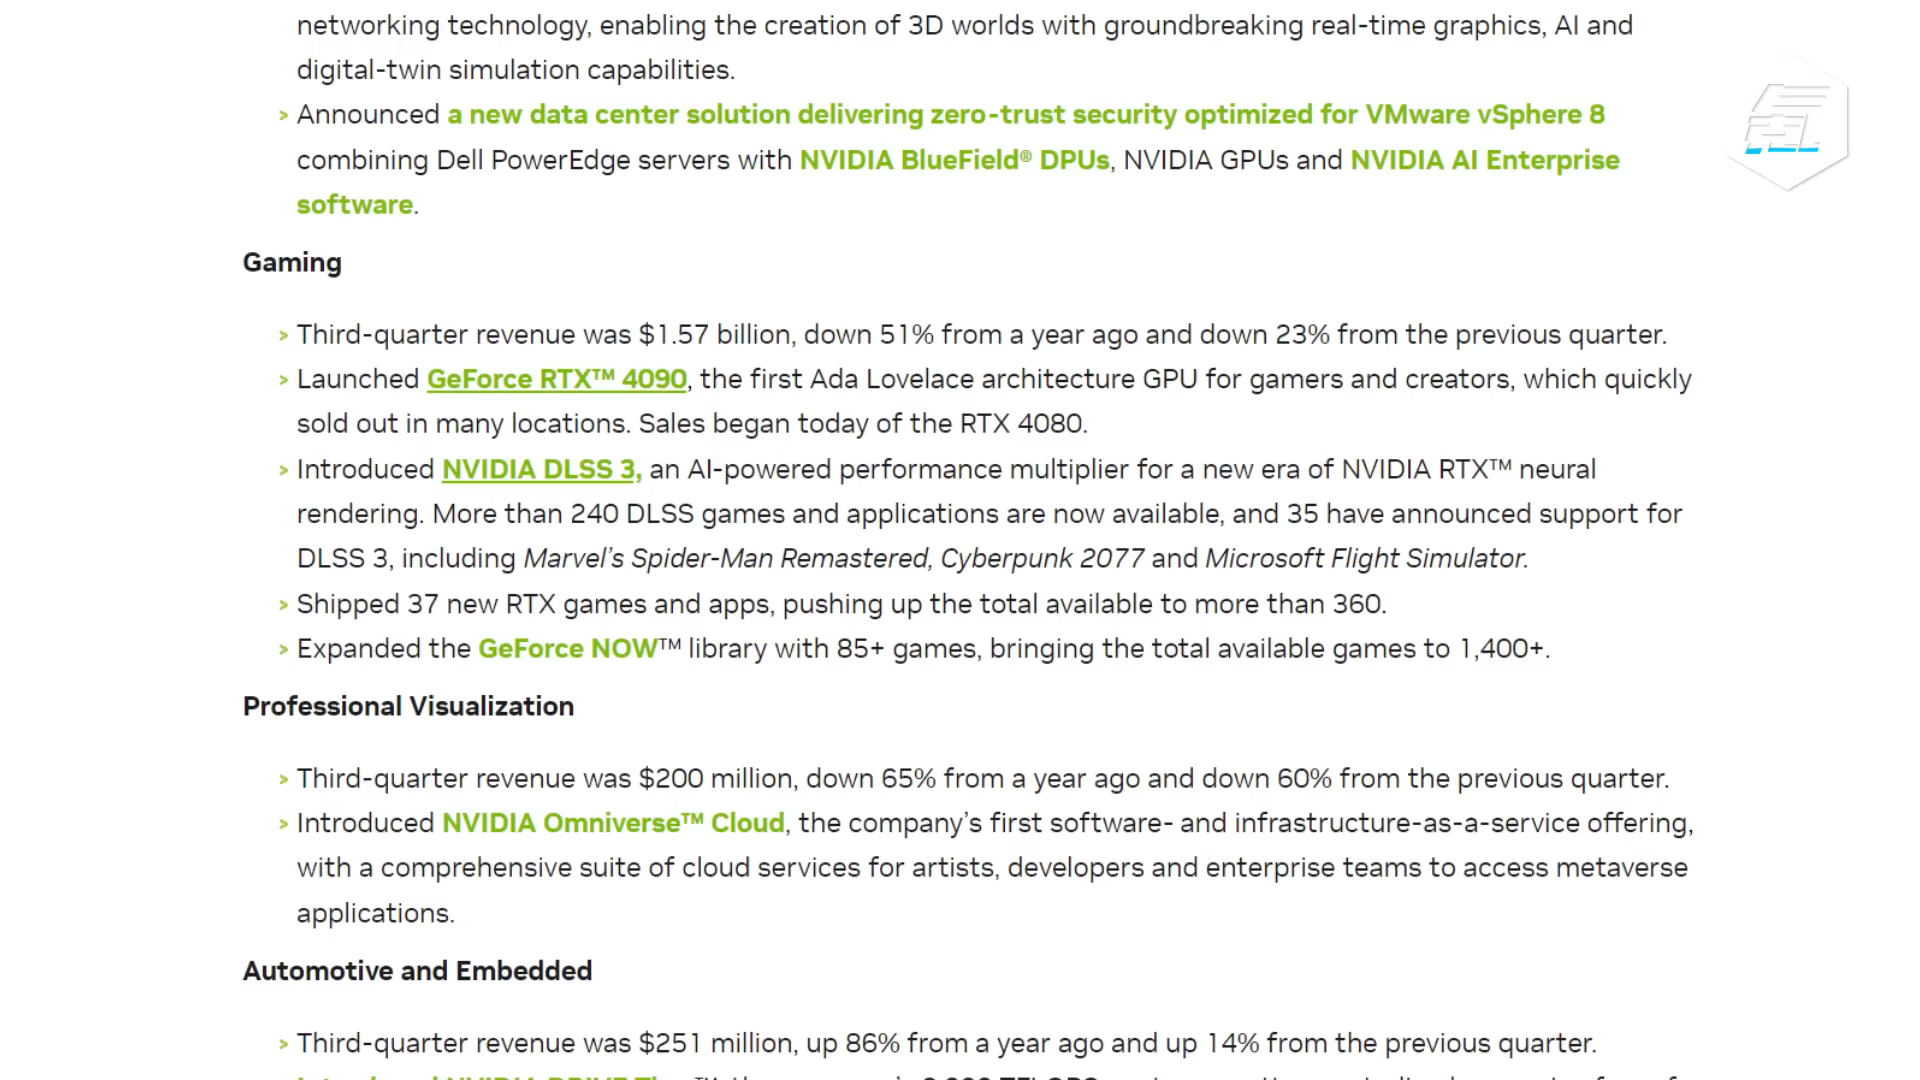 networking technology, enabling the creation of 3D worlds with groundbreaking real-time graphics, AI and
digital-twin simulation capabilities.
> Announced a new data center solution delivering zero-trust security optimized for VMware vSphere 8
combining Dell PowerEdge servers with NVIDIA BlueField® DPUs, NVIDIA GPUs and NVIDIA AI Enterprise
software.
Gaming
> Third-quarter revenue was $1.57 billion, down 51% from a year ago and down 23% from the previous quarter.
> Launched GeForce RTX™ 4090, the first Ada Lovelace architecture GPU for gamers and creators, which quickly
sold out in many locations. Sales began today of the RTX 4080.
> Introduced NVIDIA DLSS 3, an AI-powered performance multiplier for a new era of NVIDIA RTX™ neural
rendering. More than 240 DLSS games and applications are now available, and 35 have announced support for
DLSS 3, including Marvel’s Spider-Man Remastered, Cyberpunk 2077 and Microsoft Flight Simulator.
> Shipped 37 new RTX games and apps, pushing up the total available to more than 360.
> Expanded the GeForce NOW™ library with 85+ games, bringing the total available games to 1,400+.
Professional Visualization
> Third-quarter revenue was $200 million, down 65% from a year ago and down 60% from the previous quarter.
> Introduced NVIDIA Omniverse™ Cloud, the company’s first software- and infrastructure-as-a-service offering,
with a comprehensive suite of cloud services for artists, developers and enterprise teams to access metaverse
applications.
Automotive and Embedded
> Third-quarter revenue was $251 million, up 86% from a year ago and up 14% from the previous quarter.